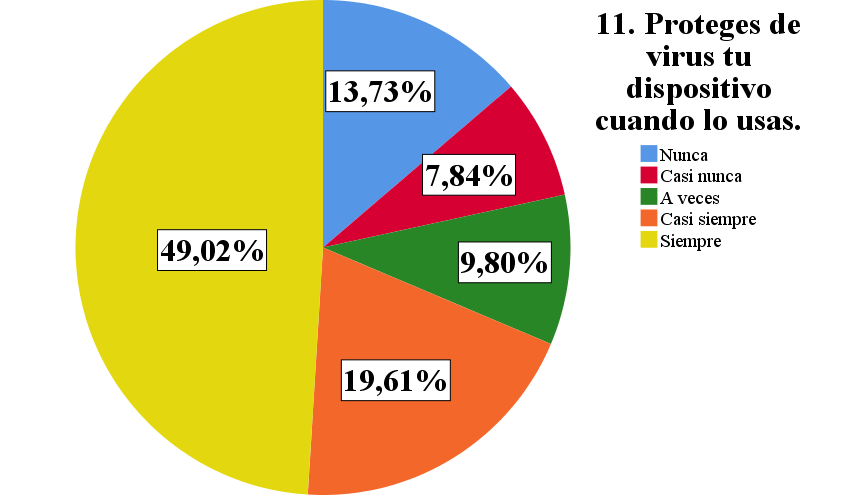 11. Proteges de
virus tu
dispositivo
cuando lo usas.
Nunca
Casi nunca
A veces
Casi siempre
Siempre
13,73%
7,84%
9,80%
19,61%
49,02%